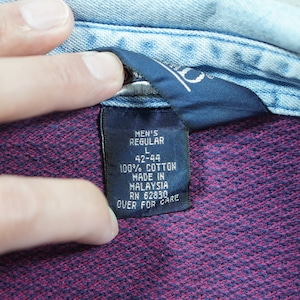 MEN'S
REGULAR
L
42-44
100% COTTON
MADE IN
MALAYSIA
RN 62830
OVER FOR CARE